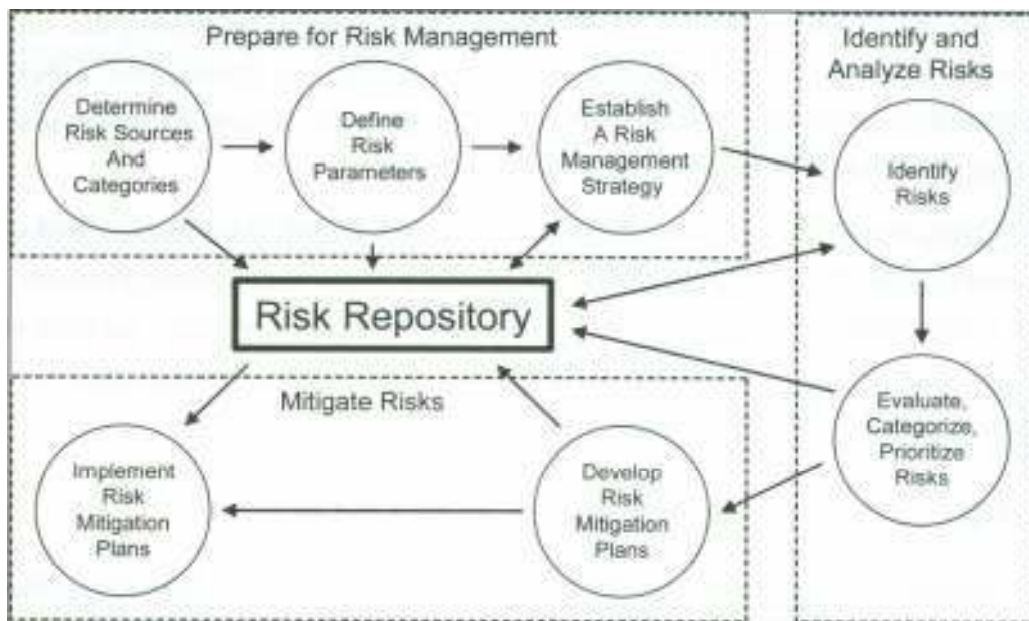 Prepare for Risk Management
Determine
Risk Sources
And
Categories
Define
Risk
Parameters
Establish
A Risk
Management
Strategy
Identify and
Analyze Risks
Identify
Risks
Risk Repository
Evaluate,
Categorize,
Prioritize
Risks
Mitigate Risks
Implement
Risk
Mitigation
Plans
Develop
Risk
Mitigation
Plans